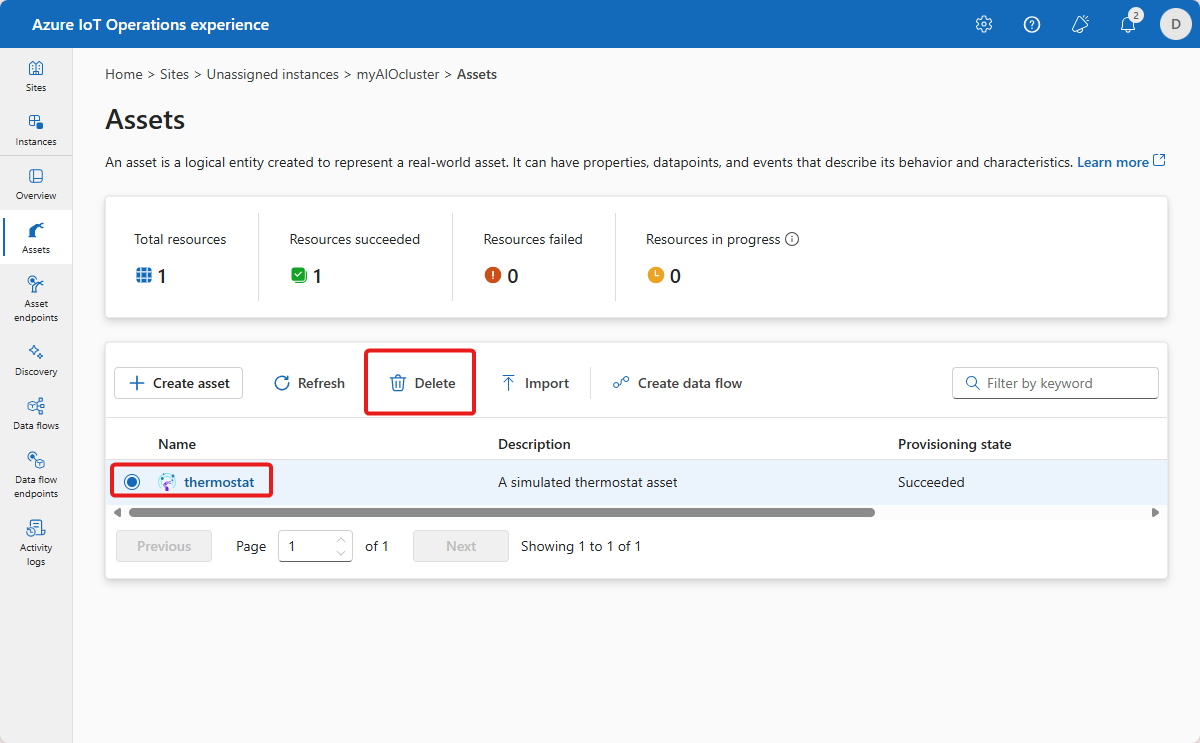 Azure IoT Operations experience
2
D
Sites
Instances
Overview
Assets
Asset
endpoints
Discovery
Data flows
Data flow
endpoints
Activity
logs
Home > Sites > Unassigned instances > myAIOcluster > Assets
Assets
An asset is a logical entity created to represent a real-world asset. It can have properties, datapoints, and events that describe its behavior and characteristics. Learn more
Total resources
1
Resources succeeded
1
Resources failed
0
Resources in progress
0
Create asset
Refresh
Delete
Import
Create data flow
Filter by keyword
Name Description Provisioning state
thermostat A simulated thermostat asset Succeeded
Previous Page 1 of 1 Next Showing 1 to 1 of 1